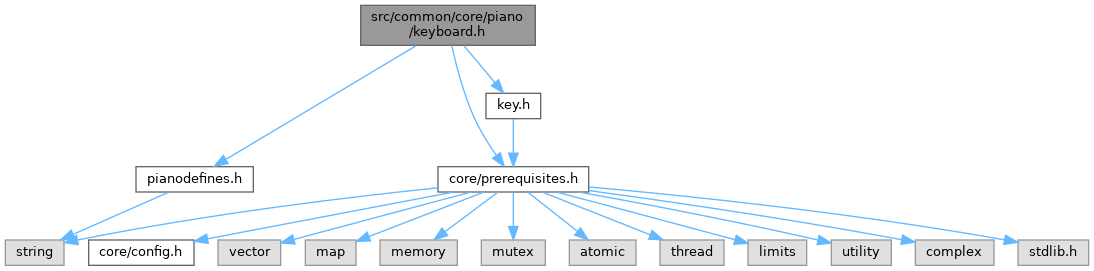 src/common/core/piano
/keyboard.h
key.h
pianodefines.h
core/prerequisites.h
string
core/config.h
vector
map
memory
mutex
atomic
thread
limits
utility
complex
stdlib.h